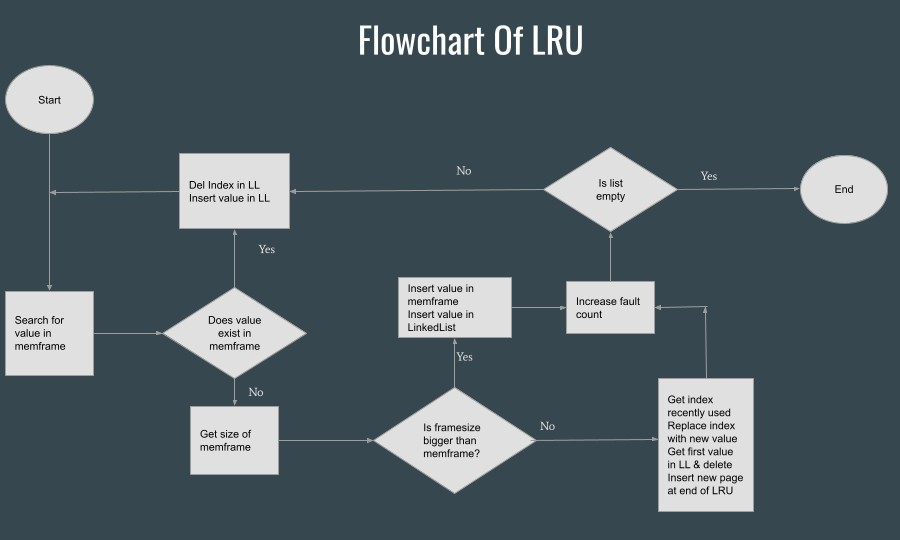 Flowchart Of LRU
Start
Del Index in LL
Insert value in LL
No
Is list
empty
Yes
End
Yes
Search for
value in
memframe
Does value
exist in
memframe
Insert value in
memframe
Insert value in
LinkedList
Increase fault
count
Yes
No
Get size of
memframe
Is framesize
bigger than
memframe?
No
Get index
recently used
Replace index
with new value
Get first value
in LL & delete
Insert new page
at end of LRU